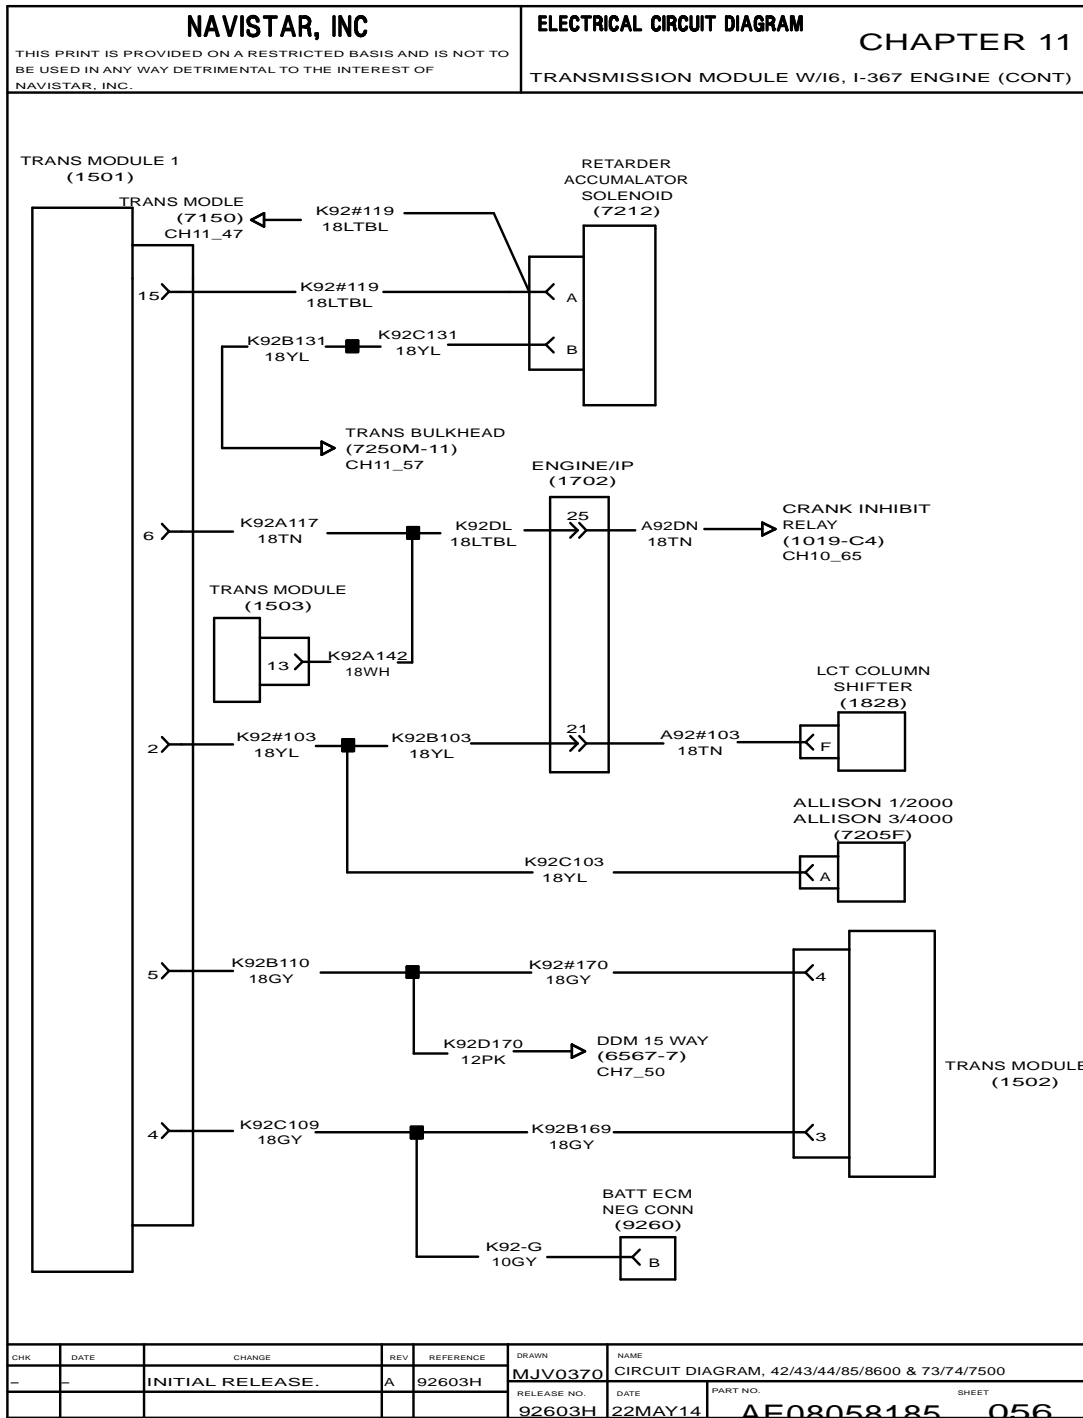 NAVISTAR, INC
THIS PRINT IS PROVIDED ON A RESTRICTED BASIS AND IS NOT TO
BE USED IN ANY WAY DETRIMENTAL TO THE INTEREST OF
NAVISTAR, INC.
ELECTRICAL CIRCUIT DIAGRAM
CHAPTER 11
TRANSMISSION MODULE W/I6, I-367 ENGINE (CONT)
TRANS MODULE 1
(1501)
TRANS MODLE
(7150)
CH11_47
K92#119
18LTBL
RETARDER
ACCUMALATOR
SOLENOID
(7212)
15
K92#119
18LTBL
A
K92B131
18YL
K92C131
18YL
B
TRANS BULKHEAD
(7250M-11)
CH11_57
ENGINE/IP
(1702)
6
K92A117
18TN
K92DL
18LTBL
25
A92DN
18TN
CRANK INHIBIT
RELAY
(1019-C4)
CH10_65
TRANS MODULE
(1503)
13
K92A142
18WH
LCT COLUMN
SHIFTER
(1828)
2
K92#103
18YL
K92B103
18YL
21
A92#103
18TN
F
ALLISON 1/2000
ALLISON 3/4000
(7205F)
K92C103
18YL
A
5
K92B110
18GY
K92#170
18GY
4
K92D170
12PK
DDM 15 WAY
(6567-7)
CH7_50
TRANS MODULE
(1502)
4
K92C109
18GY
K92B169
18GY
3
BATT ECM
NEG CONN
(9260)
K92-G
10GY
B
CHK DATE CHANGE REV REFERENCE
– – INITIAL RELEASE. A 92603H
DRAWN
MJV0370
NAME
CIRCUIT DIAGRAM, 42/43/44/85/8600 & 73/74/7500
RELEASE NO.
92603H
DATE
22MAY14
PART NO.
AE08058185
SHEET
056